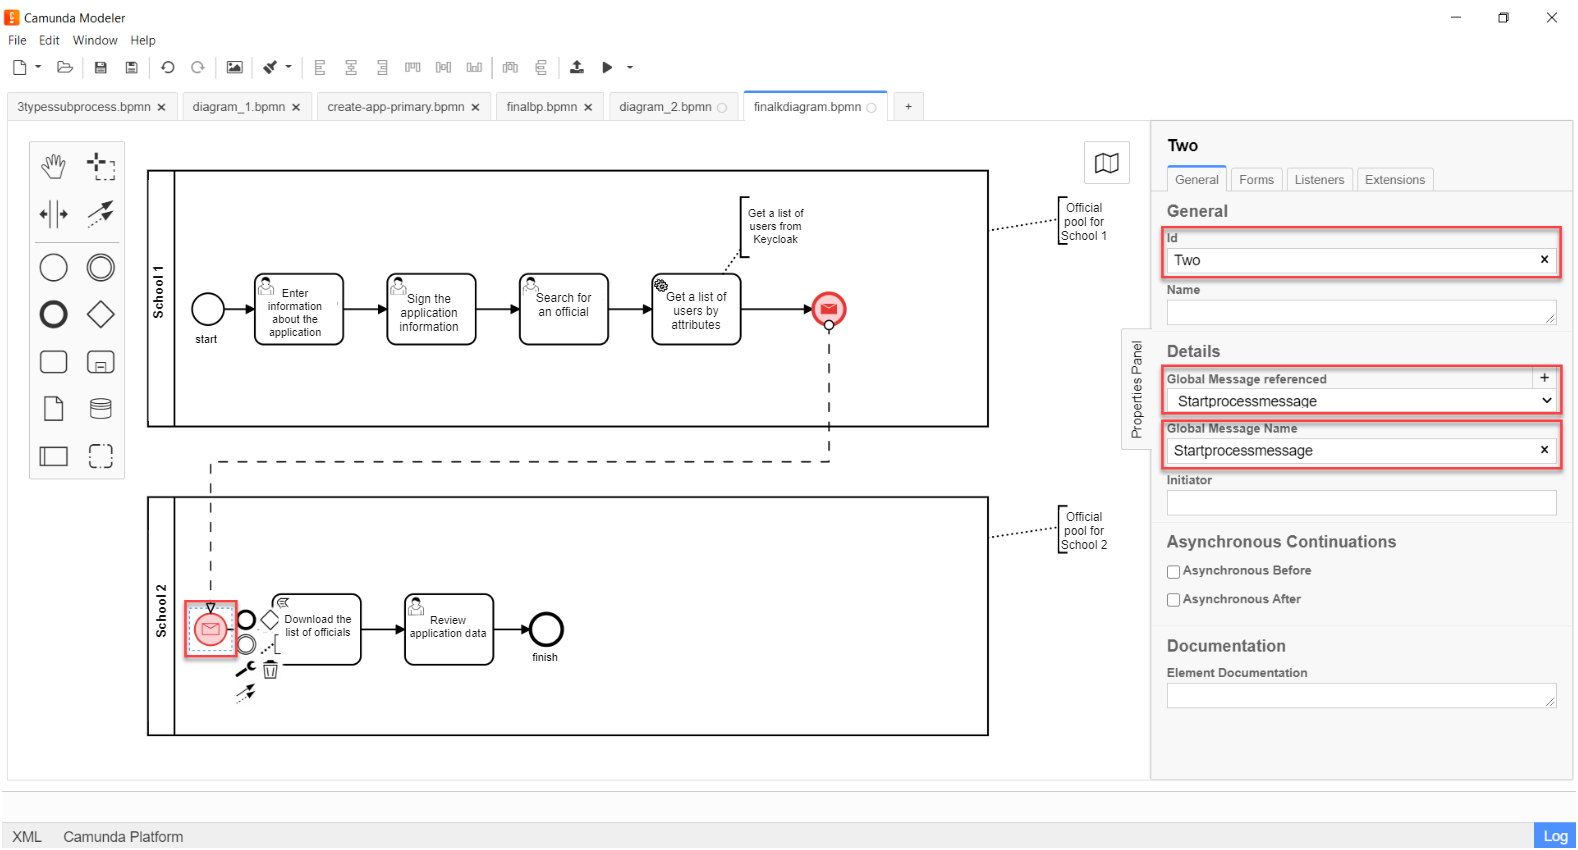 Camunda Modeler
File Edit Window Help
3typessubprocess.bpmn
diagram_1.bpmn
create-app-primary.bpmn
finalbp.bpmn
diagram_2.bpmn
finalkdiagram.bpmn
+
School 1
start
Enter
information
about the
application
Sign the
application
information
Search for
an official
Get a list of
users by
attributes
Get a list of
users from
Keycloak
Official
pool for
School 1
School 2
Download the
list of officials
Review
application data
finish
Official
pool for
School 2
Properties Panel
Two
General Forms Listeners Extensions
General
Id
Two
Name
Details
Global Message referenced
+
Startprocessmessage
Global Message Name
Startprocessmessage
Initiator
Asynchronous Continuations
Asynchronous Before
Asynchronous After
Documentation
Element Documentation
XML Camunda Platform
Log